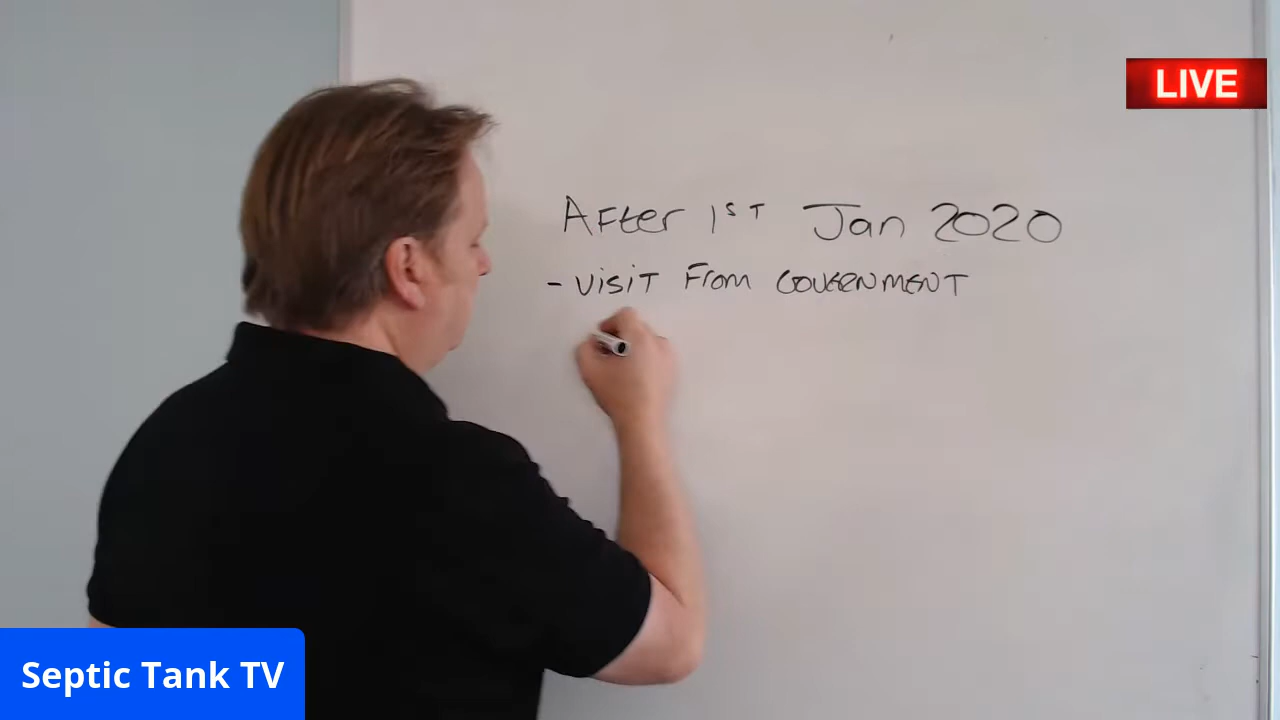 LIVE
After 1ST Jan 2020
- VISIT From GOVERNMENT
Septic Tank TV